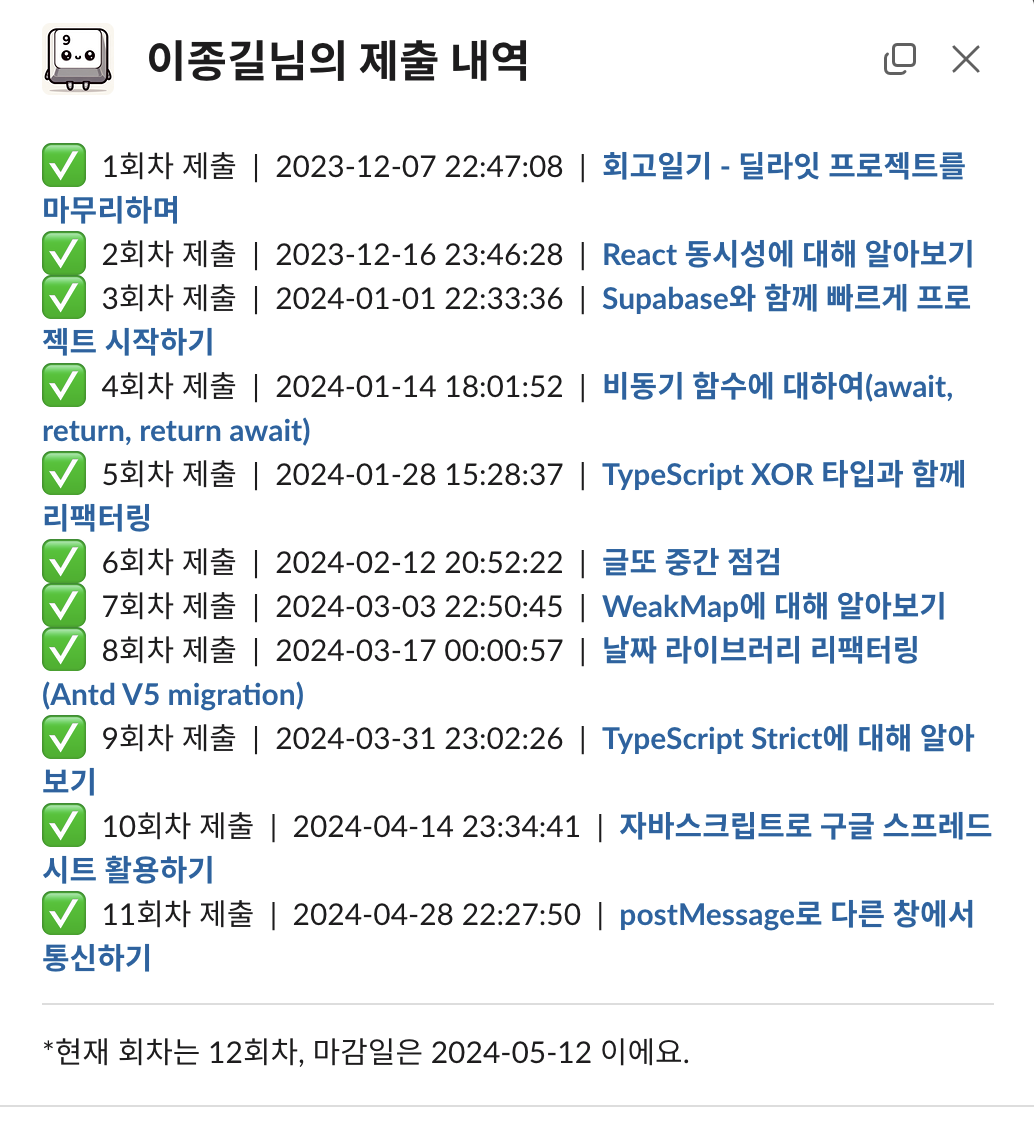 9
이종길님의 제출 내역
✅ 1회차 제출 | 2023-12-07 22:47:08 | 회고일기 - 딜라잇 프로젝트를
마무리하며
✅ 2회차 제출 | 2023-12-16 23:46:28 | React 동시성에 대해 알아보기
✅ 3회차 제출 | 2024-01-01 22:33:36 | Supabase와 함께 빠르게 프로
젝트 시작하기
✅ 4회차 제출 | 2024-01-14 18:01:52 | 비동기 함수에 대하여(await,
return, return await)
✅ 5회차 제출 | 2024-01-28 15:28:37 | TypeScript XOR 타입과 함께
리팩터링
✅ 6회차 제출 | 2024-02-12 20:52:22 | 글또 중간 점검
✅ 7회차 제출 | 2024-03-03 22:50:45 | WeakMap에 대해 알아보기
✅ 8회차 제출 | 2024-03-17 00:00:57 | 날짜 라이브러리 리팩터링
(Antd V5 migration)
✅ 9회차 제출 | 2024-03-31 23:02:26 | TypeScript Strict에 대해 알아
보기
✅ 10회차 제출 | 2024-04-14 23:34:41 | 자바스크립트로 구글 스프레드
시트 활용하기
✅ 11회차 제출 | 2024-04-28 22:27:50 | postMessage로 다른 창에서
통신하기
*현재 회차는 12회차, 마감일은 2024-05-12 이에요.